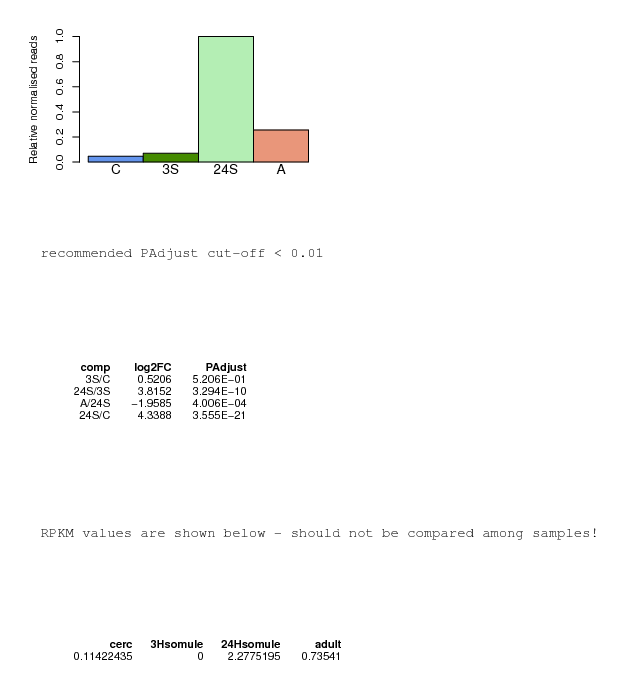 Relative normalised reads
1.0
0.8
0.6
0.4
0.2
0.0
C 3S 24S A
recommended PAdjust cut-off < 0.01
comp log2FC PAdjust
3S/C 0.5206 5.206E-01
24S/3S 3.8152 3.294E-10
A/24S -1.9585 4.006E-04
24S/C 4.3388 3.555E-21
RPKM values are shown below - should not be compared among samples!
cerc 3Hsomule 24Hsomule adult
0.11422435 0 2.2775195 0.73541